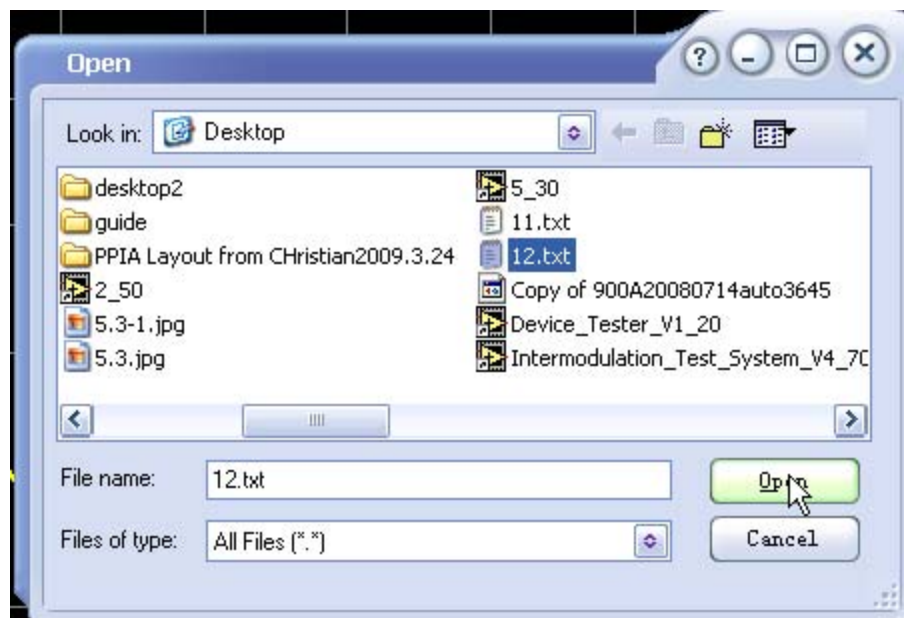 Open
Look in: Desktop
desktop2
guide
PPIA Layout from CHristian2009.3.24
2_50
5.3-1.jpg
5.3.jpg
5_30
11.txt
12.txt
Copy of 900A20080714auto3645
Device_Tester_V1_20
Intermodulation_Test_System_V4_70
File name: 12.txt
Open
Files of type: All Files (*.*)
Cancel